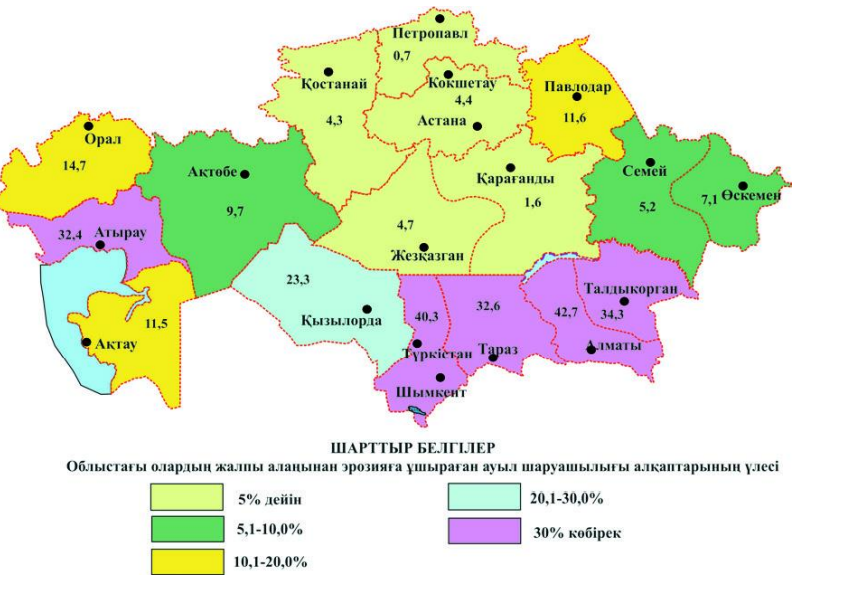 Петропавл
0,7
Қостанай
4,3
Көкшетау
4,4
Астана
Павлодар
11,6
Орал
14,7
Ақтобе
9,7
Қарағанды
1,6
Семей
5,2
7,1 Өскемен
32,4 Атырау
4,7
Жезқазган
23,3
Қызылорда
11,5
Ақтау
40,3
Түркістан
32,6
Тараз
42,7
Талдыкорган
34,3
Алматы
Шымкент
ШАРТТЫР БЕЛГІЛЕР
Облыстағы олардың жалпы алаңынан эрозияға ұшыраған ауыл шаруашылығы алқаптарының үлесі
5% дейін
5,1-10,0%
10,1-20,0%
20,1-30,0%
30% көбірек